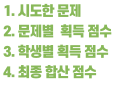 1. 시도한 문제
2. 문제별 획득 점수
3. 학생별 획득 점수
4. 최종 합산 점수